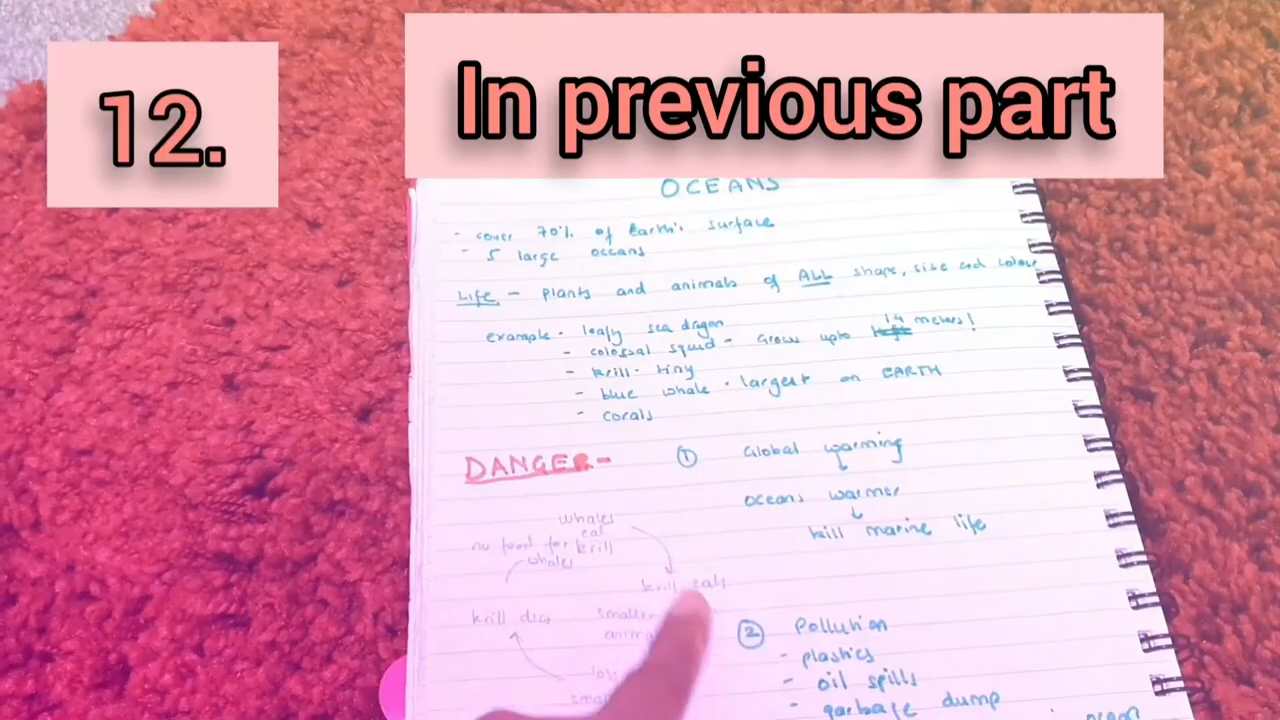 12.
In previous part
OCEANS
- cover 70% of Earth's surface
- 5 large oceans
Life - plants and animals of ALL shape, size and colour
example - leafy sea dragon
- colossal squid - Grows upto 14 meters!
- krill - tiny
- blue whale - largest on EARTH
- corals
DANGER-
① Global warming
oceans warmer
kill marine life
whales
eat
krill
no food for
whales
krill eats
krill dies
smaller
animal
② Pollution
- plastics
- oil spills
- garbage dump
ocean